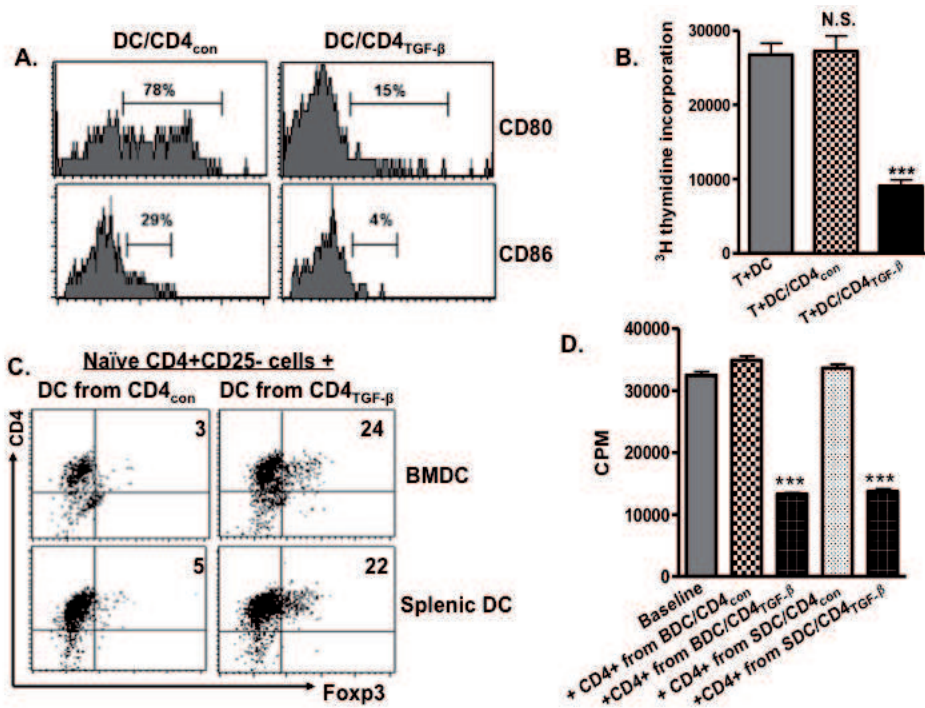 A.
DC/CD4con
DC/CD4TGF-β
78%
15%
CD80
29%
4%
CD86
B.
³H thymidine incorporation
30000
20000
10000
0
N.S.
***
T+DC
T+DC/CD4con
T+DC/CD4TGF-β
C.
Naïve CD4+CD25- cells +
DC from CD4con
DC from CD4TGF-β
CD4
3
24
BMDC
5
22
Splenic DC
Foxp3
D.
CPM
40000
30000
20000
10000
0
***
***
Baseline
+ CD4+ from BDC/CD4con
+CD4+ from BDC/CD4TGF-β
+ CD4+ from SDC/CD4con
+CD4+ from SDC/CD4TGF-β